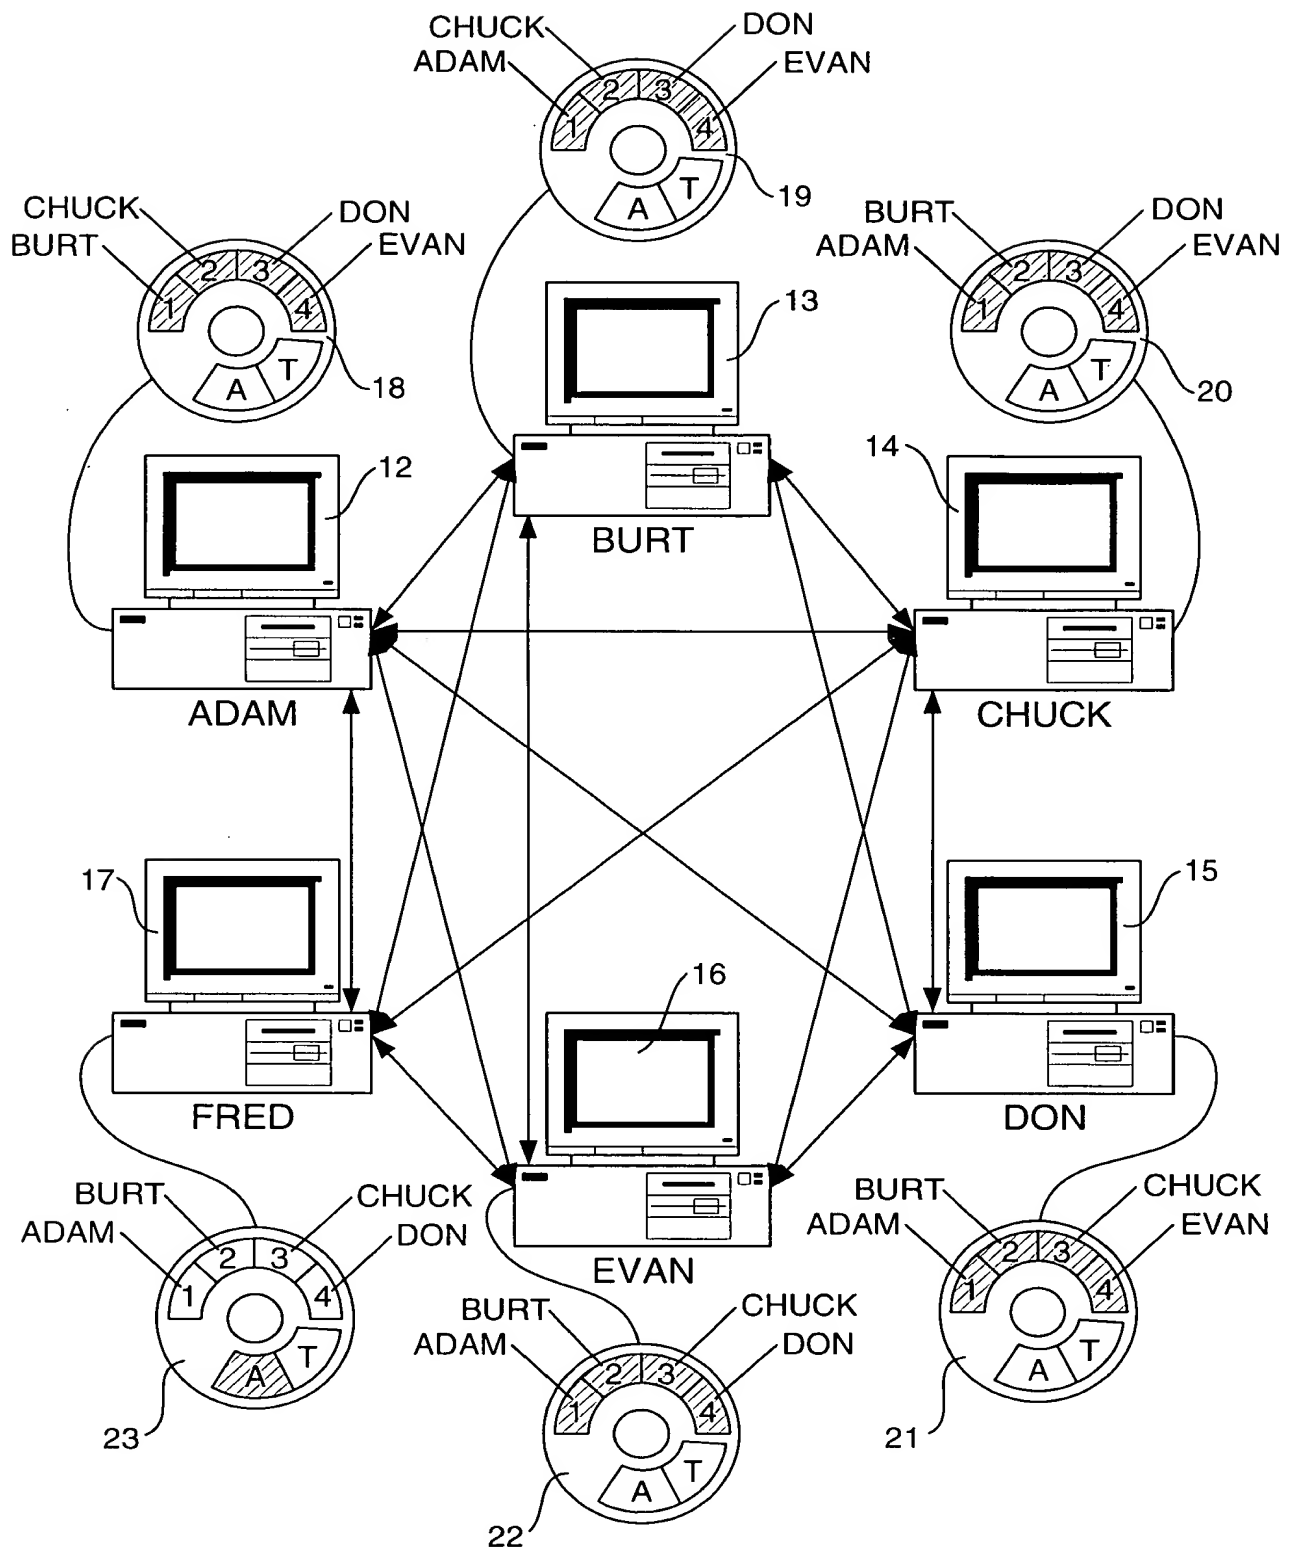 CHUCK
DON
ADAM
EVAN
1
2
3
4
A
T
19
CHUCK
DON
BURT
EVAN
1
2
3
4
A
T
18
BURT
DON
ADAM
EVAN
1
2
3
4
A
T
20
13
BURT
12
ADAM
14
CHUCK
17
FRED
15
DON
16
EVAN
BURT
CHUCK
ADAM
DON
1
2
3
4
A
T
23
BURT
CHUCK
ADAM
DON
1
2
3
4
A
T
22
BURT
CHUCK
ADAM
EVAN
1
2
3
4
A
T
21